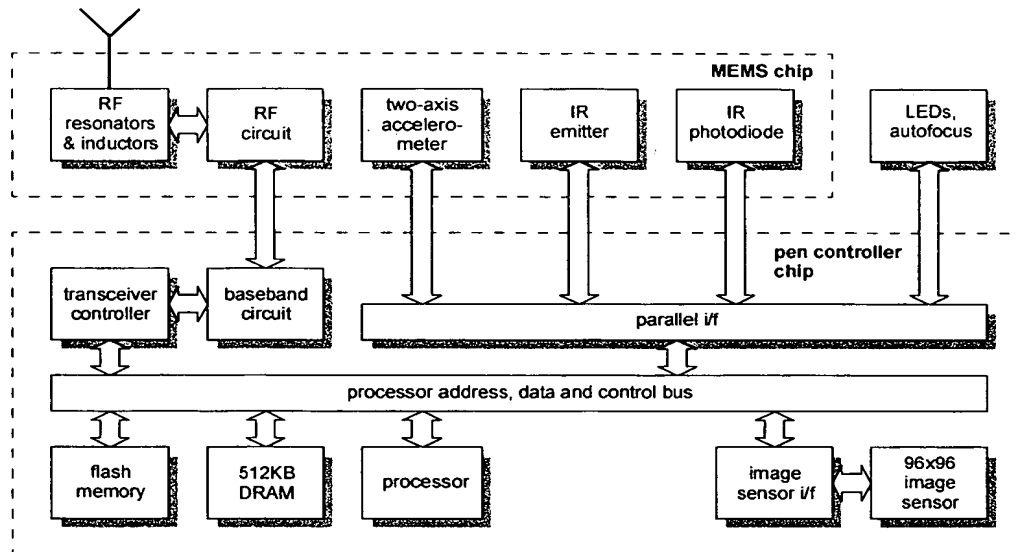 MEMS chip
RF
resonators
& inductors
RF
circuit
two-axis
accelero-
meter
IR
emitter
IR
photodiode
LEDs,
autofocus
pen controller
chip
transceiver
controller
baseband
circuit
parallel i/f
processor address, data and control bus
flash
memory
512KB
DRAM
processor
image
sensor i/f
96x96
image
sensor